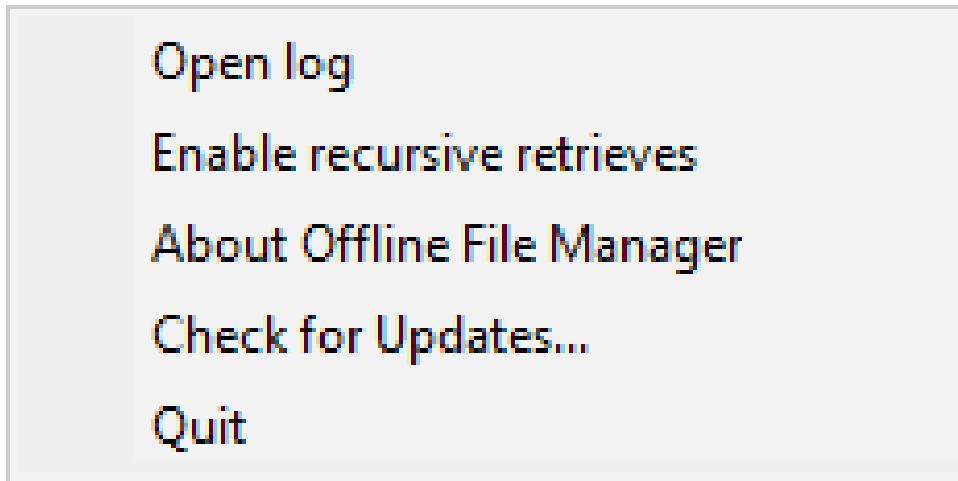 Open log
Enable recursive retrieves
About Offline File Manager
Check for Updates...
Quit